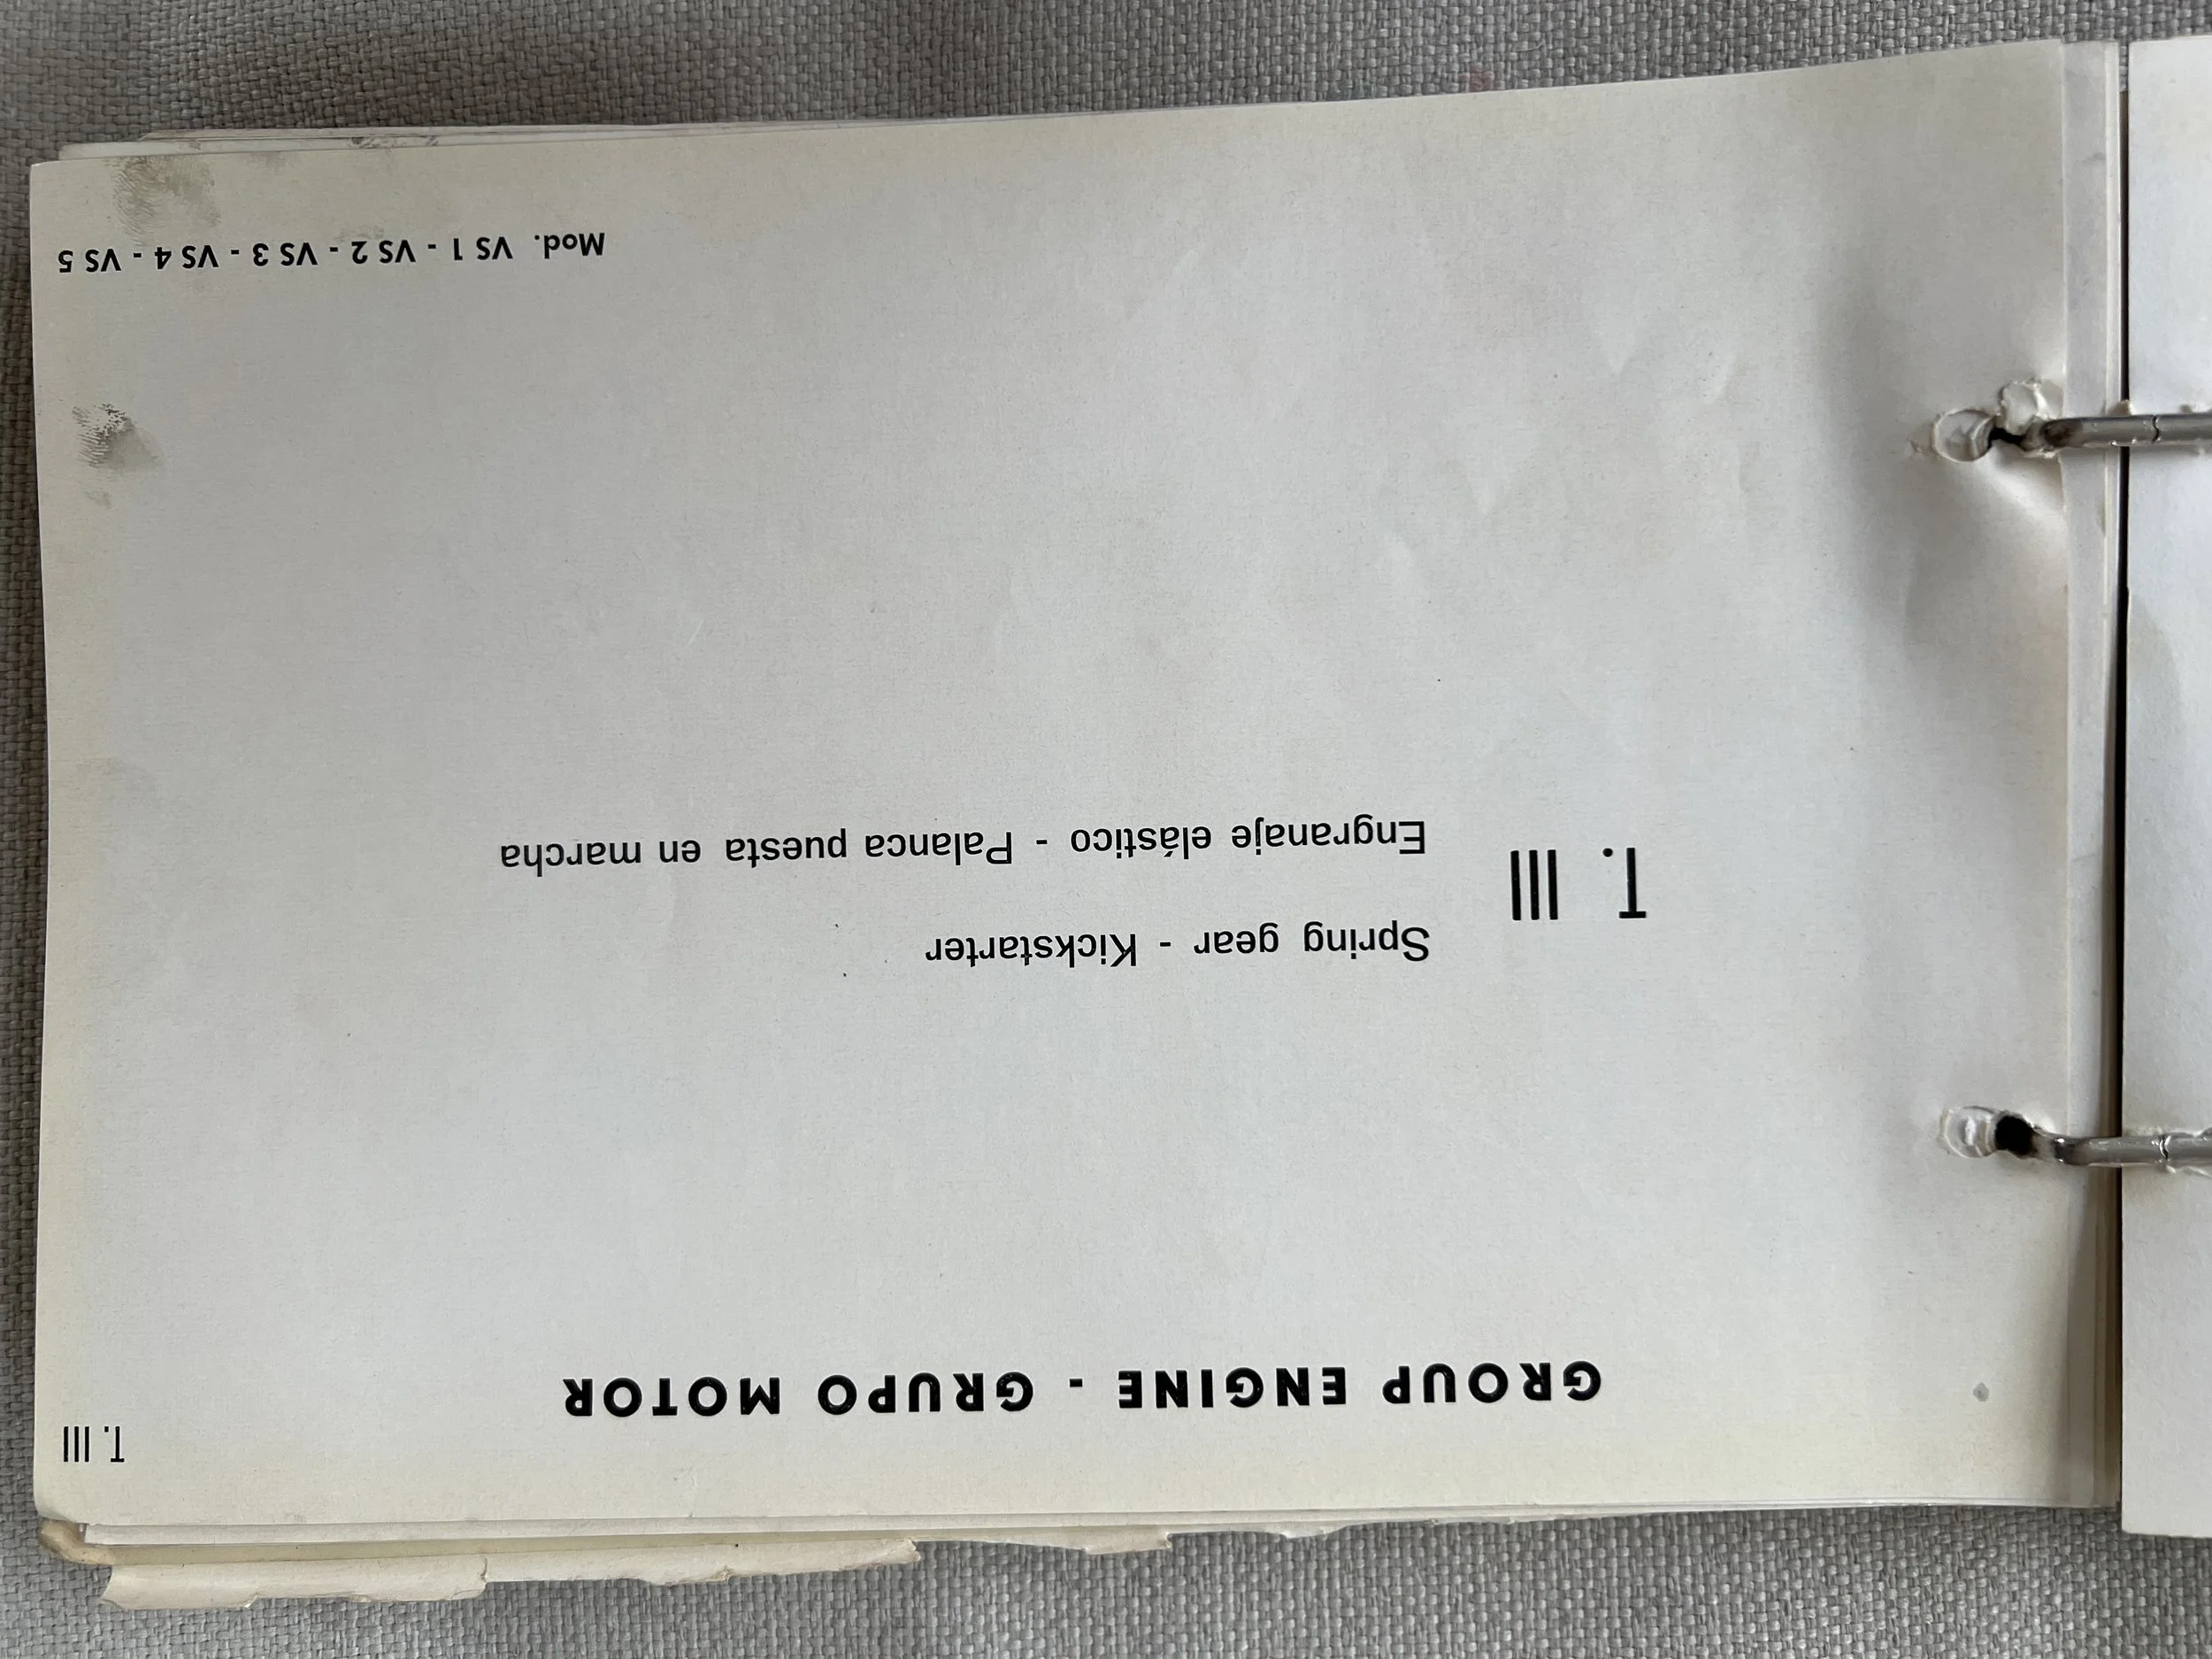 T. III
GROUP ENGINE - GRUPO MOTOR
T. III
Spring gear - Kickstarter
Engranaje elástico - Palanca puesta en marcha
Mod. VS 1 - VS 2 - VS 3 - VS 4 - VS 5